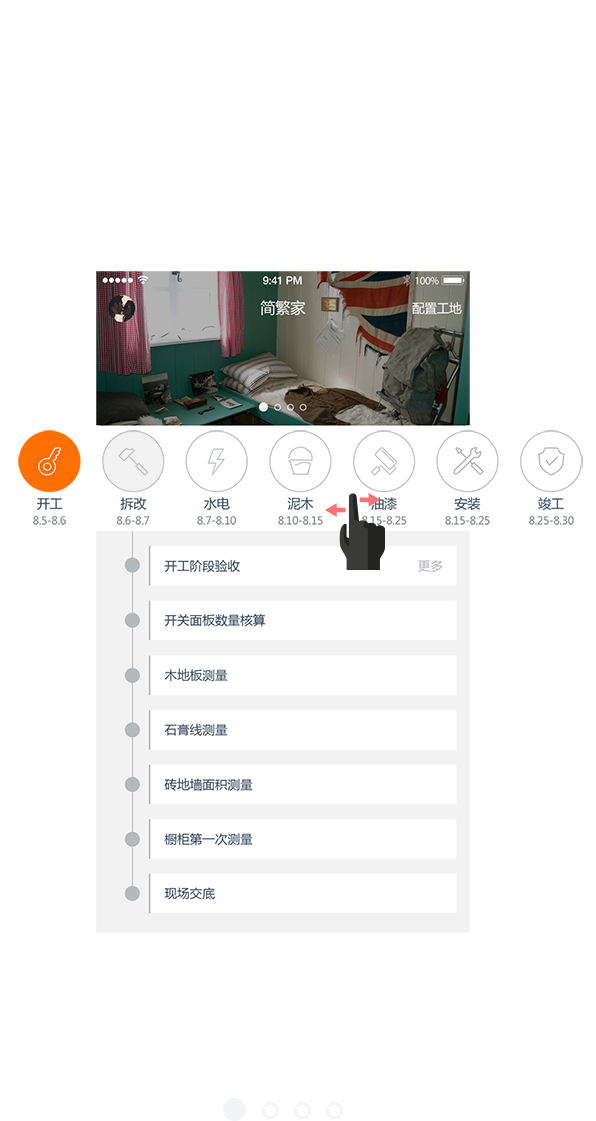 9:41 PM
100%
简繁家
配置工地
开工
拆改
水电
泥木
油漆
安装
竣工
8.5-8.6
8.6-8.7
8.7-8.10
8.10-8.15
8.15-8.25
8.15-8.25
8.25-8.30
开工阶段验收
更多
开关面板数量核算
木地板测量
石膏线测量
砖地墙面积测量
橱柜第一次测量
现场交底